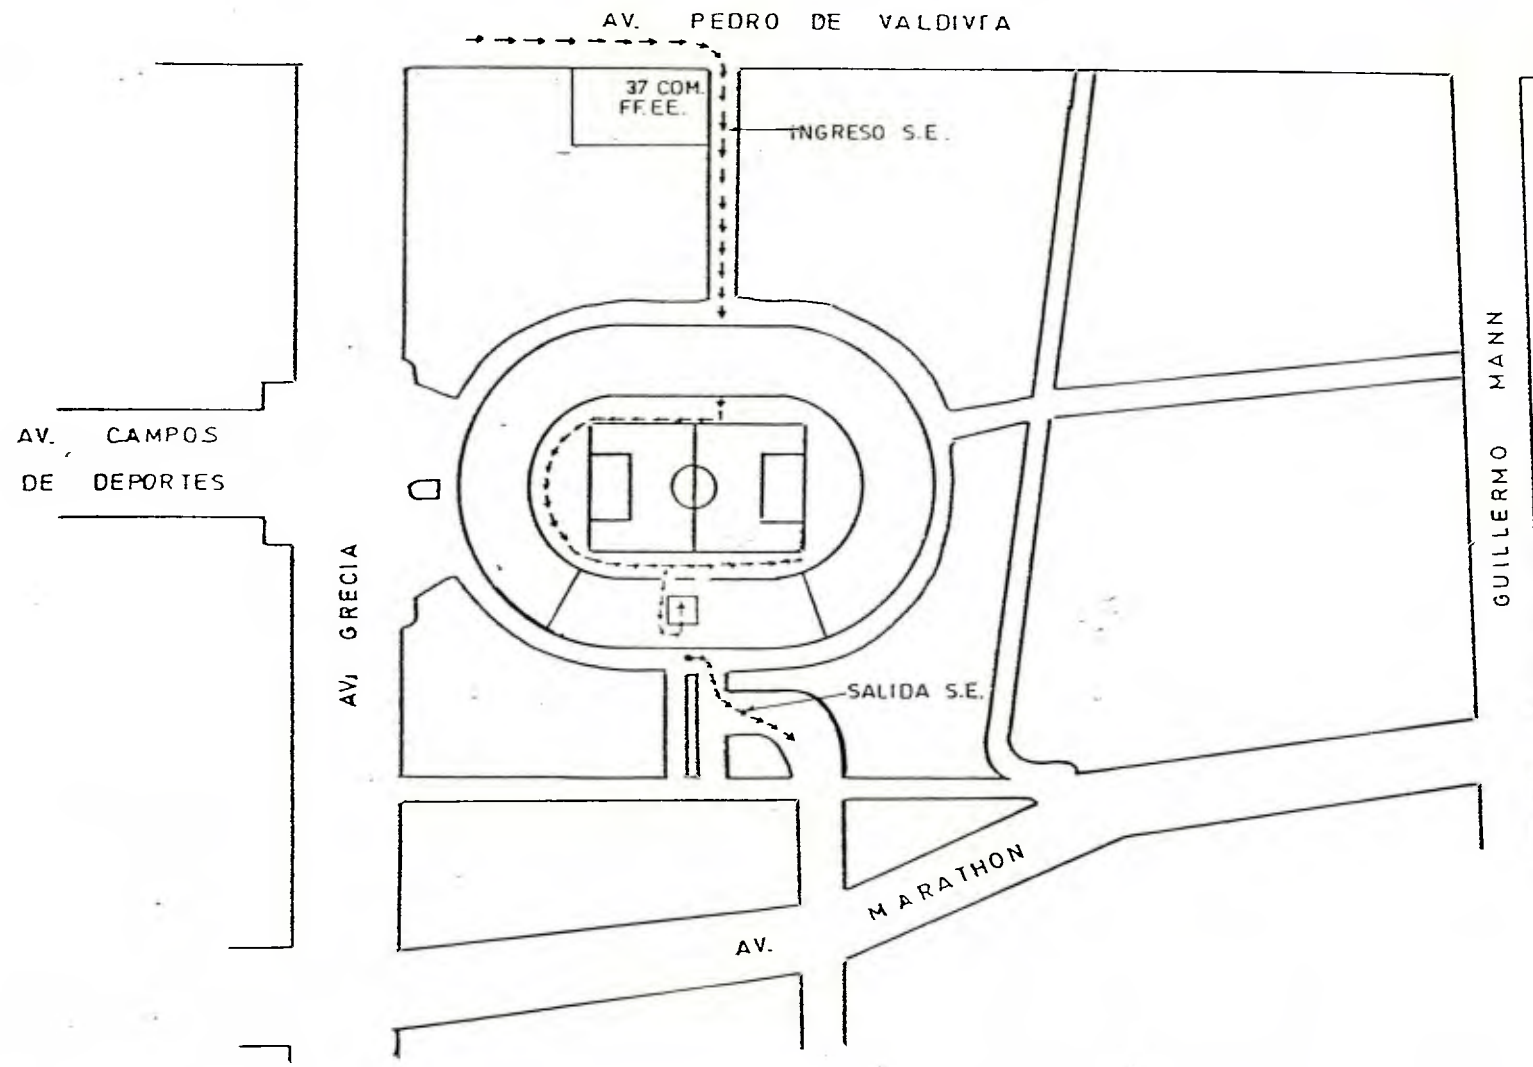 AV. PEDRO DE VALDIVIA
37 COM.
FF.EE.
INGRESO S.E.
AV. CAMPOS
DE DEPORTES
AV. GRECIA
GUILLERMO MANN
SALIDA S.E.
AV. MARATHON